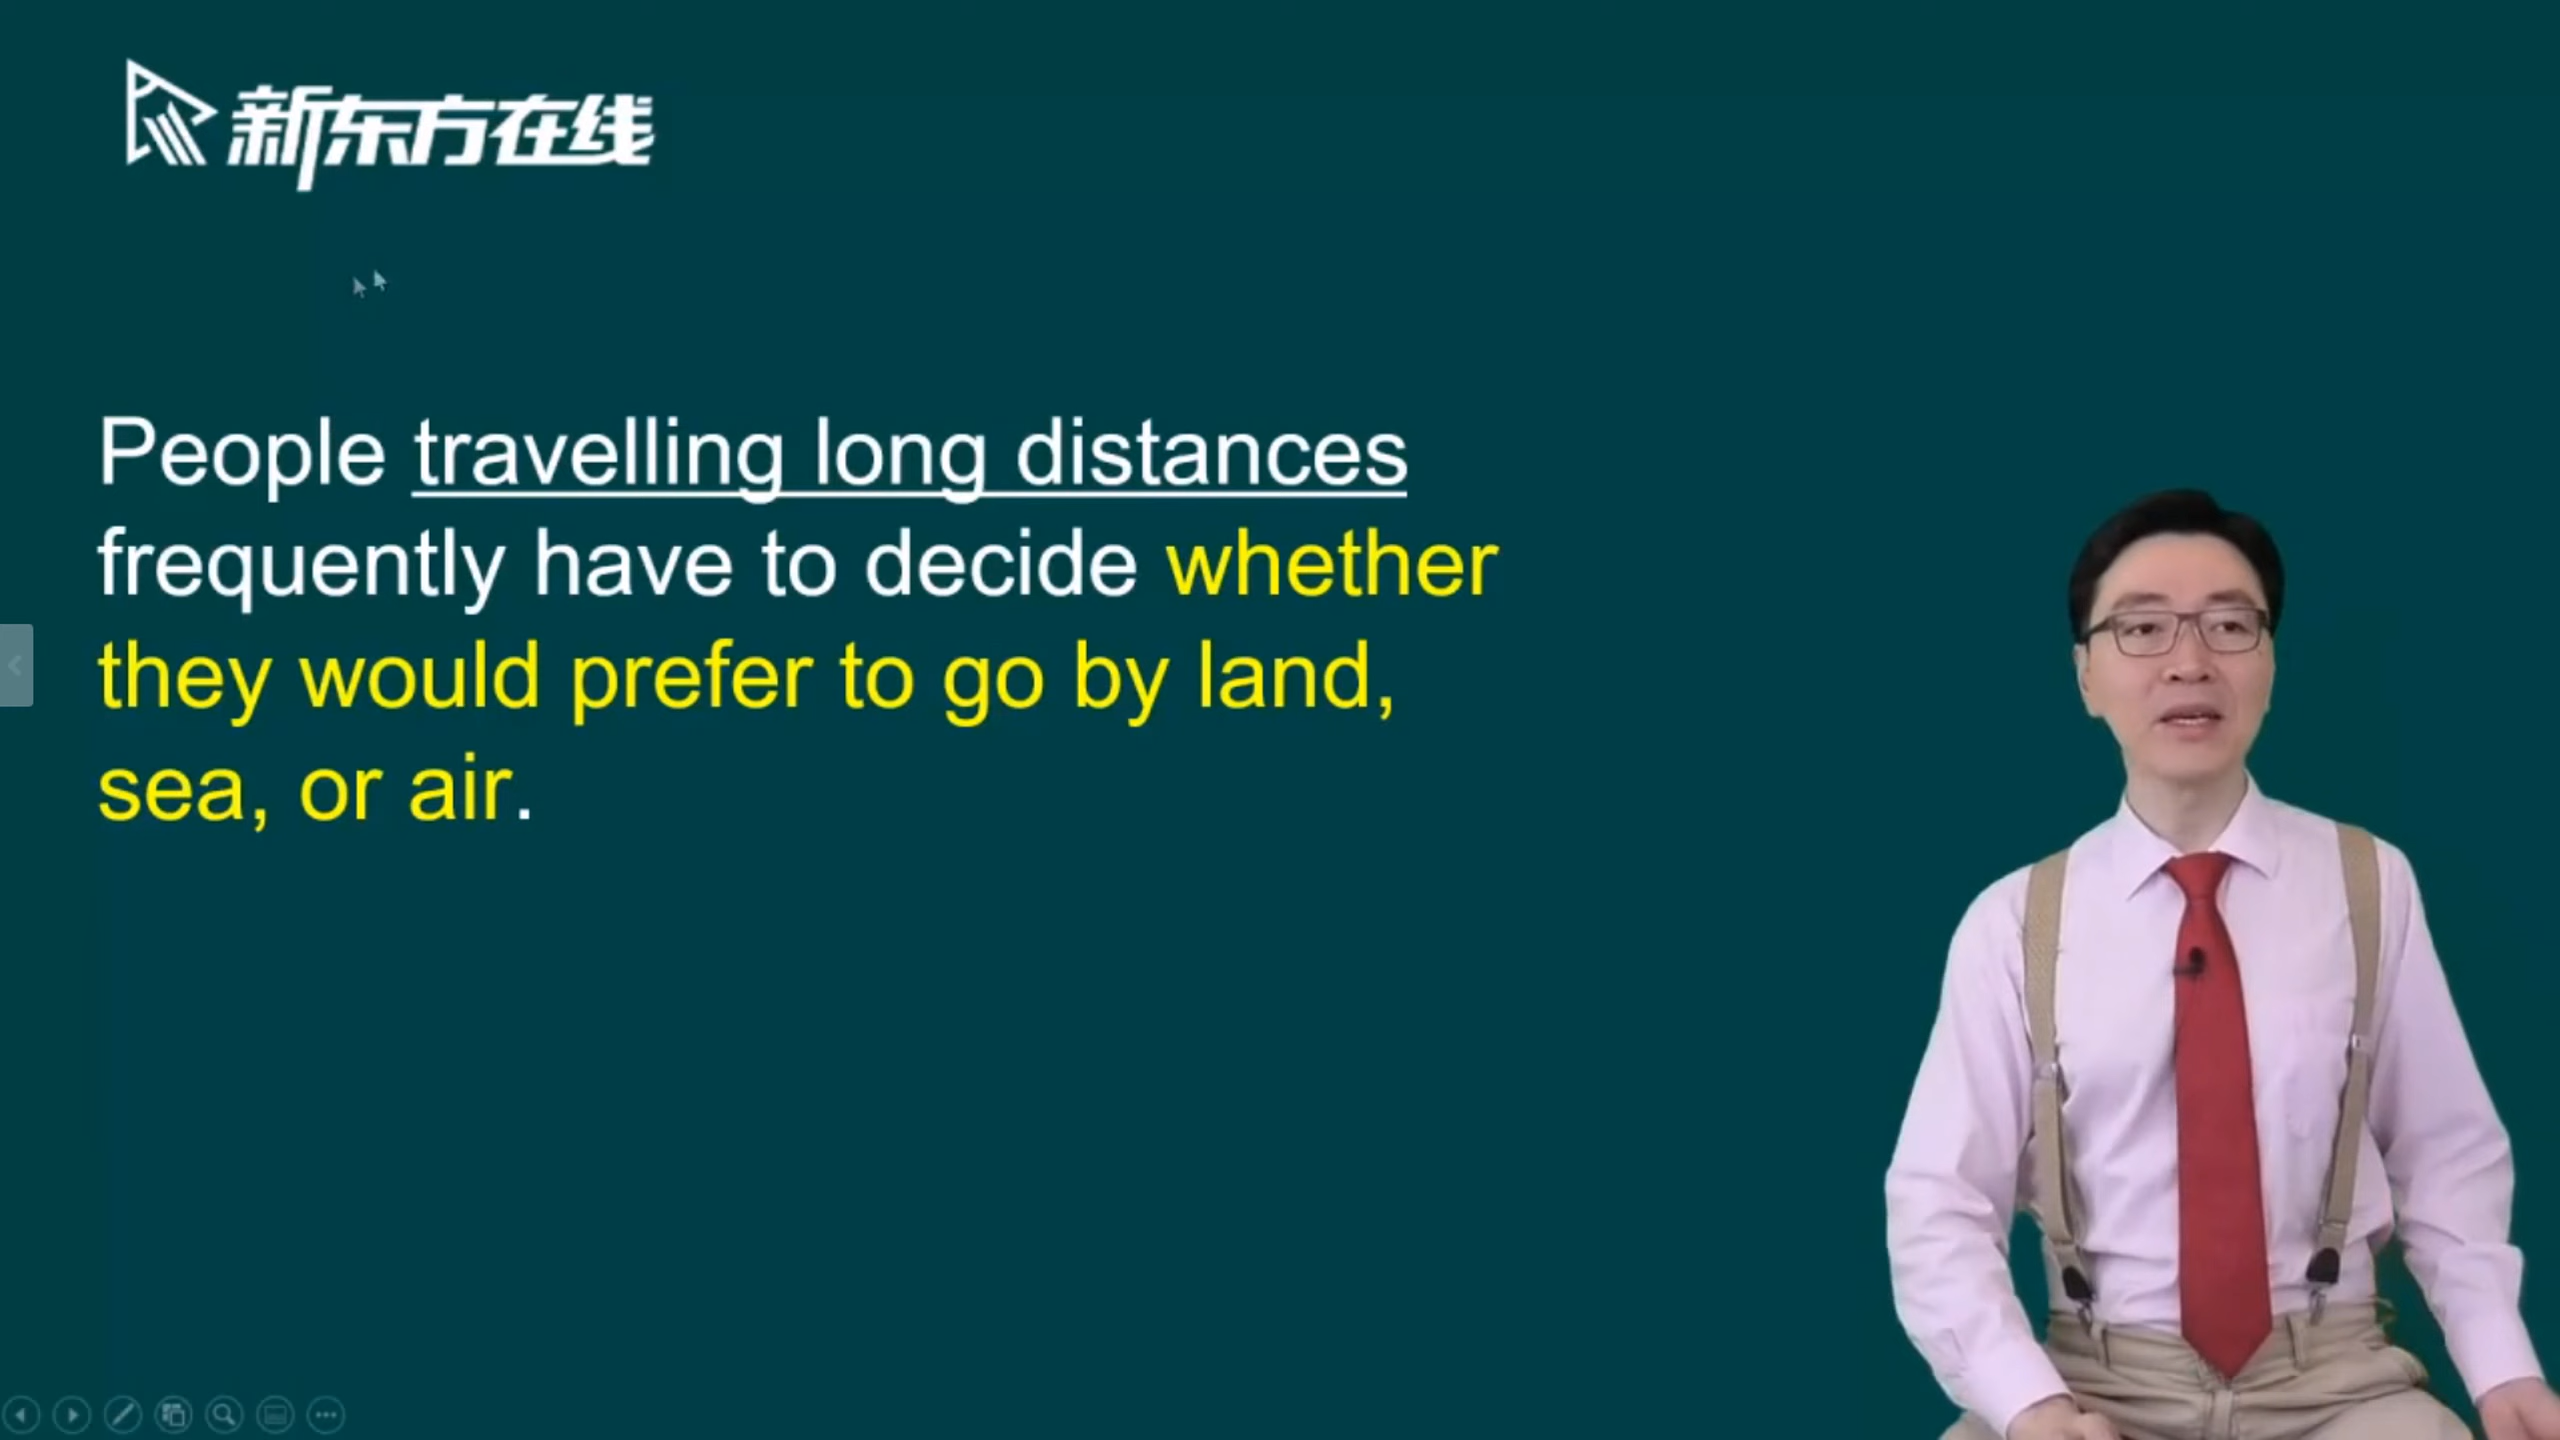 新东方在线
People travelling long distances
frequently have to decide whether
they would prefer to go by land,
sea, or air.